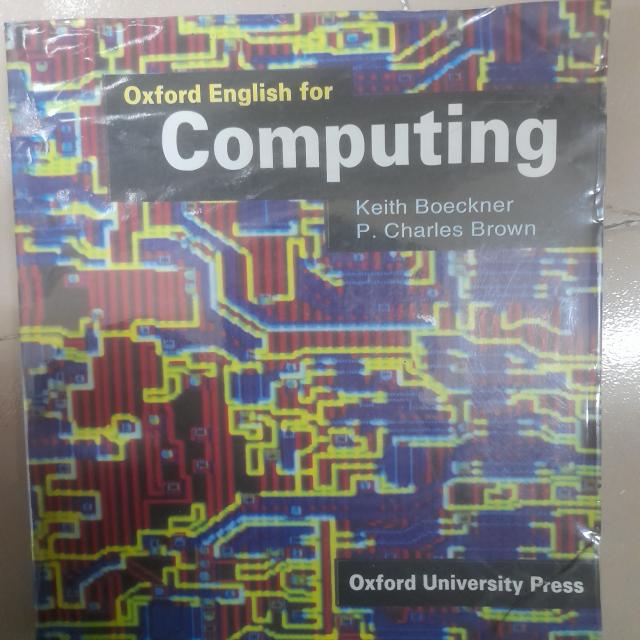 Oxford English for
Computing
Keith Boeckner
P. Charles Brown
Oxford University Press